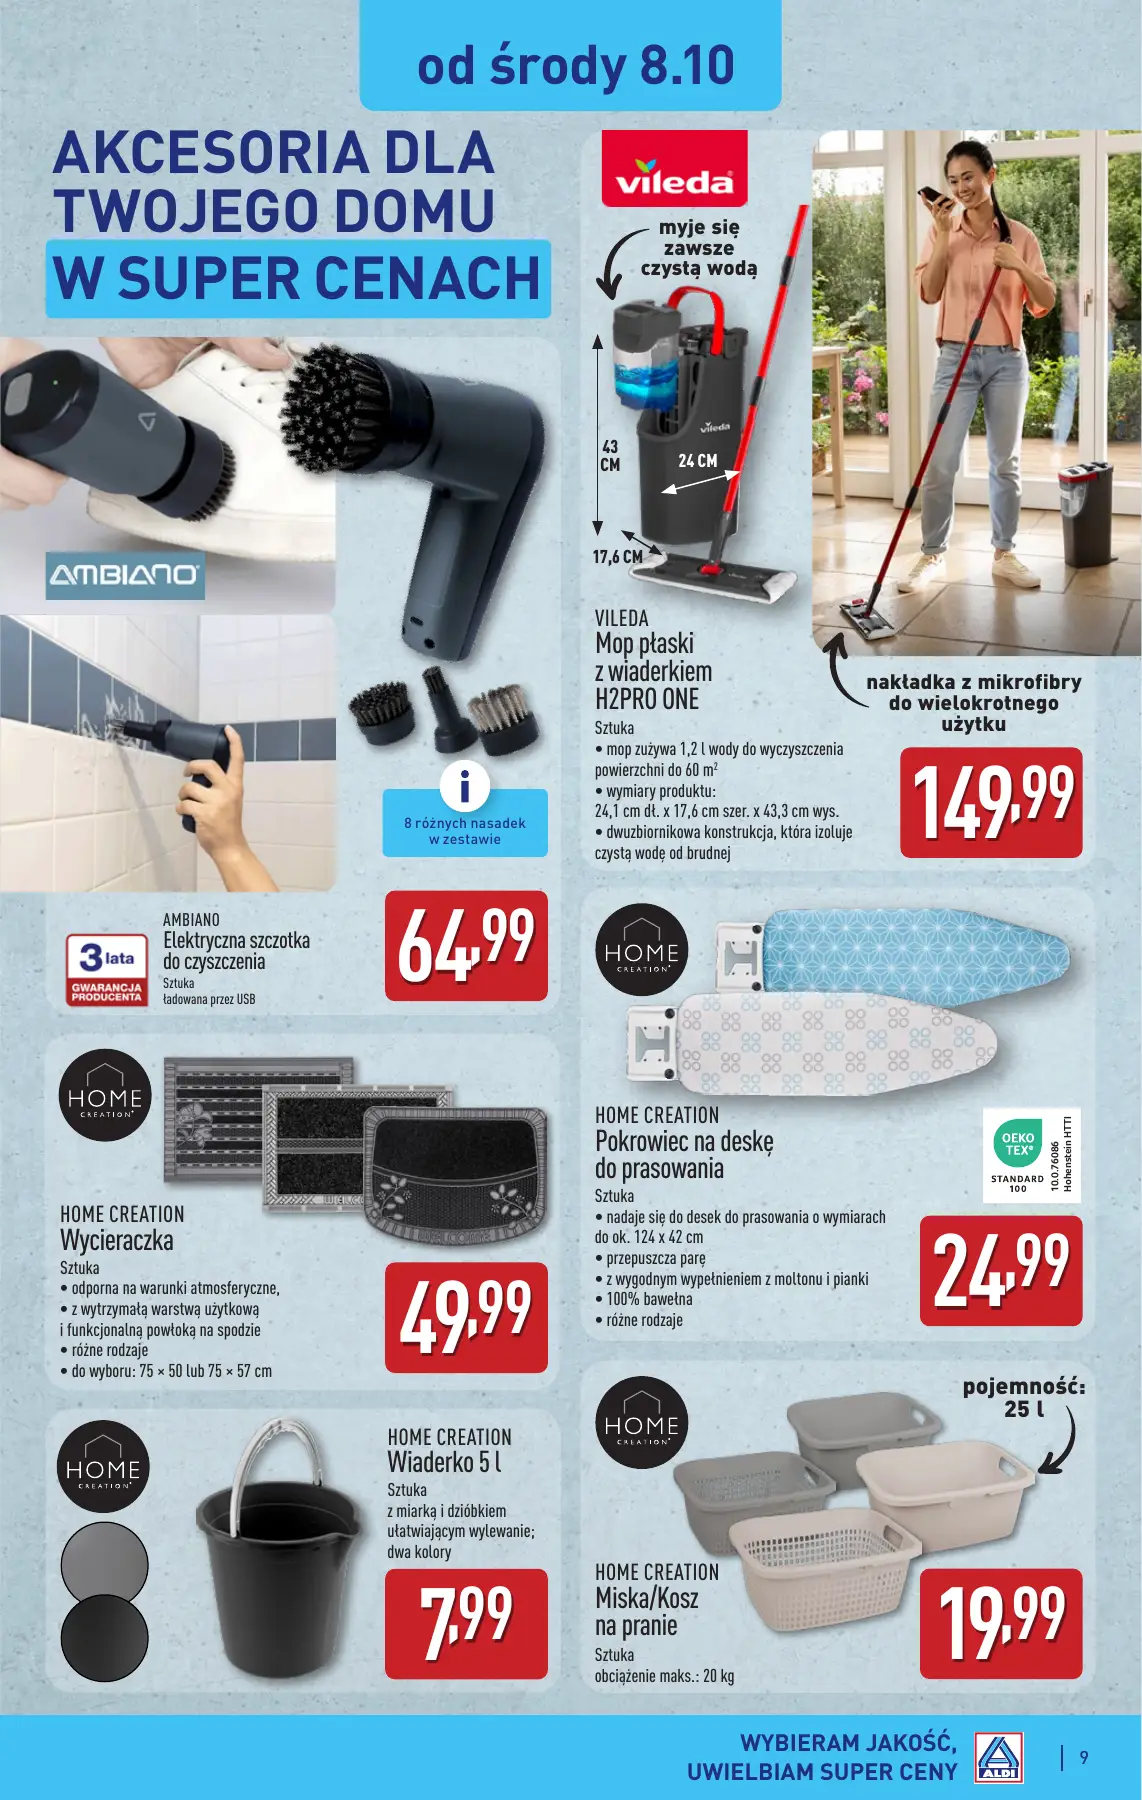 od środy 8.10
AKCESORIA DLA
TWOJEGO DOMU
W SUPER CENACH
AMBIANO
8 różnych nasadek
w zestawie
3 lata
GWARANCJA
PRODUCENTA
AMBIANO
Elektryczna szczotka
do czyszczenia
Sztuka
ładowana przez USB
64,99
vileda
myje się
zawsze
czystą wodą
43
CM
24 CM
17,6 CM
vileda
vileda
VILEDA
Mop płaski
z wiaderkiem
H2PRO ONE
Sztuka
• mop zużywa 1,2 l wody do wyczyszczenia
powierzchni do 60 m²
• wymiary produktu:
24,1 cm dł. x 17,6 cm szer. x 43,3 cm wys.
• dwuzbiornikowa konstrukcja, która izoluje
czystą wodę od brudnej
nakładka z mikrofibry
do wielokrotnego
użytku
149,99
HOME
CREATION
HOME CREATION
Wycieraczka
Sztuka
• odporna na warunki atmosferyczne,
• z wytrzymałą warstwą użytkową
i funkcjonalną powłoką na spodzie
• różne rodzaje
• do wyboru: 75 × 50 lub 75 × 57 cm
WELCOME
49,99
HOME
CREATION
HOME CREATION
Pokrowiec na deskę
do prasowania
Sztuka
• nadaje się do desek do prasowania o wymiarach
do ok. 124 x 42 cm
• przepuszcza parę
• z wygodnym wypełnieniem z moltonu i pianki
• 100% bawełna
• różne rodzaje
OEKO
TEX®
STANDARD
100
10.0.76086
Hohenstein HTTI
24,99
HOME
CREATION
HOME CREATION
Wiaderko 5 l
Sztuka
z miarką i dzióbkiem
ułatwiającym wylewanie;
dwa kolory
7,99
HOME
CREATION
pojemność:
25 l
HOME CREATION
Miska/Kosz
na pranie
Sztuka
obciążenie maks.: 20 kg
19,99
WYBIERAM JAKOŚĆ,
UWIELBIAM SUPER CENY
ALDI
9